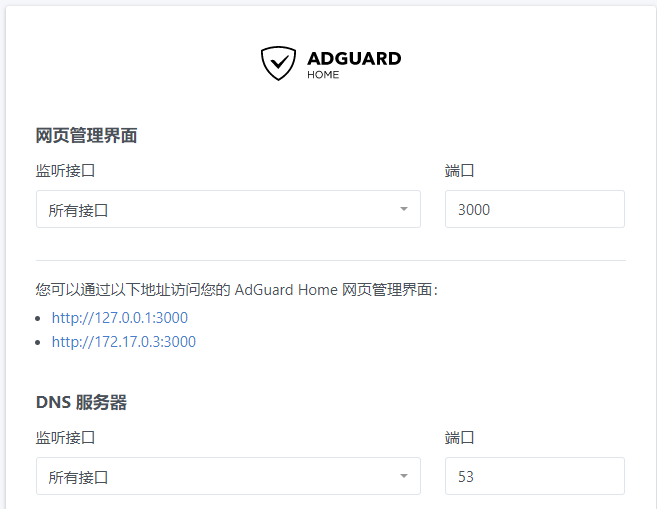 ADGUARD
HOME
网页管理界面
监听接口 端口
所有接口 3000
您可以通过以下地址访问您的 AdGuard Home 网页管理界面：
http://127.0.0.1:3000
http://172.17.0.3:3000
DNS 服务器
监听接口 端口
所有接口 53